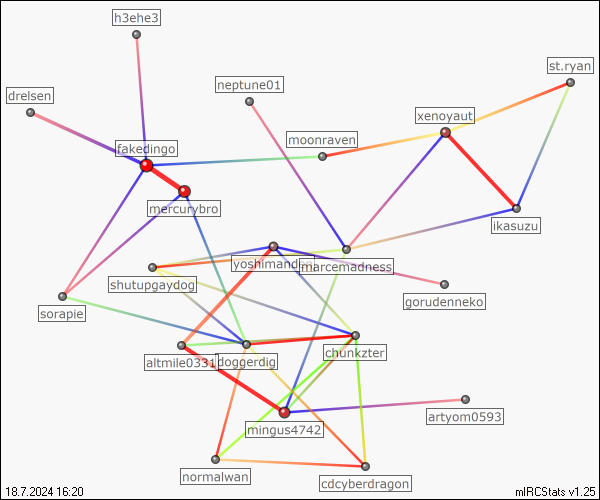 h3ehe3
st.ryan
neptune01
drelsen
xenoyaut
moonraven
fakedingo
mercurybro
ikasuzu
marcemadness
shutupgaydog
gorudenneko
sorapie
chunkzter
altmile0331
doggerdig
artyom0593
mingus4742
normalwan
cdcyberdragon
18.7.2024 16:20
mIRCStats v1.25